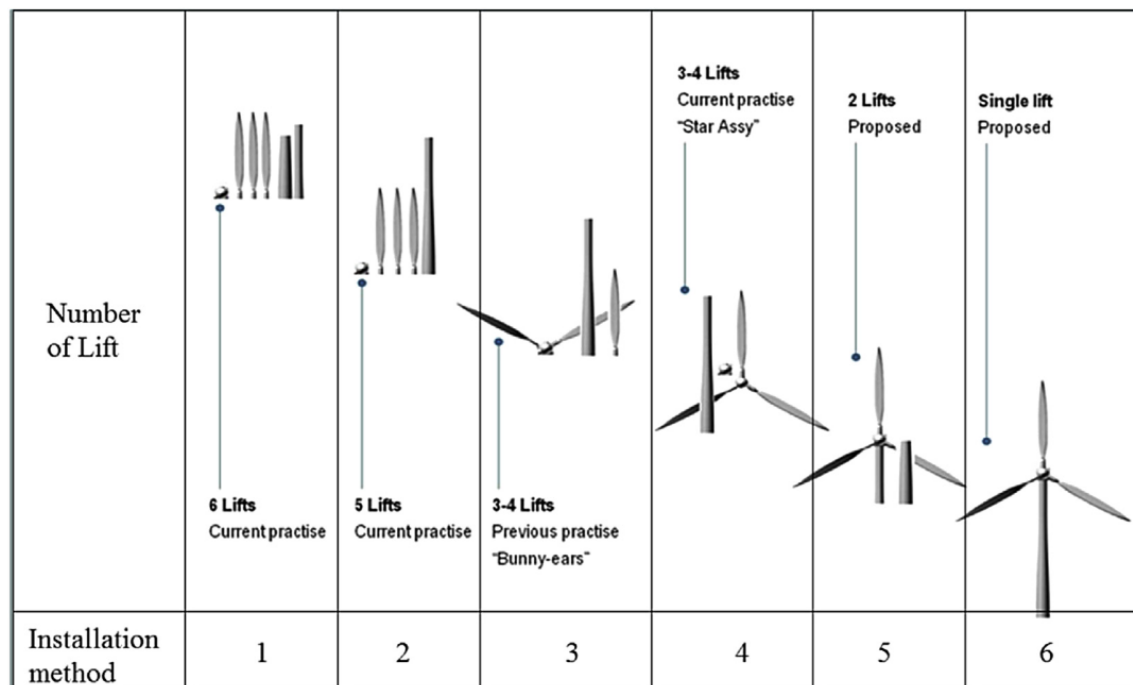 Number
of Lift
6 Lifts
Current practise
5 Lifts
Current practise
3-4 Lifts
Previous practise
"Bunny-ears"
3-4 Lifts
Current practise
"Star Assy"
2 Lifts
Proposed
Single lift
Proposed
Installation
method
1
2
3
4
5
6